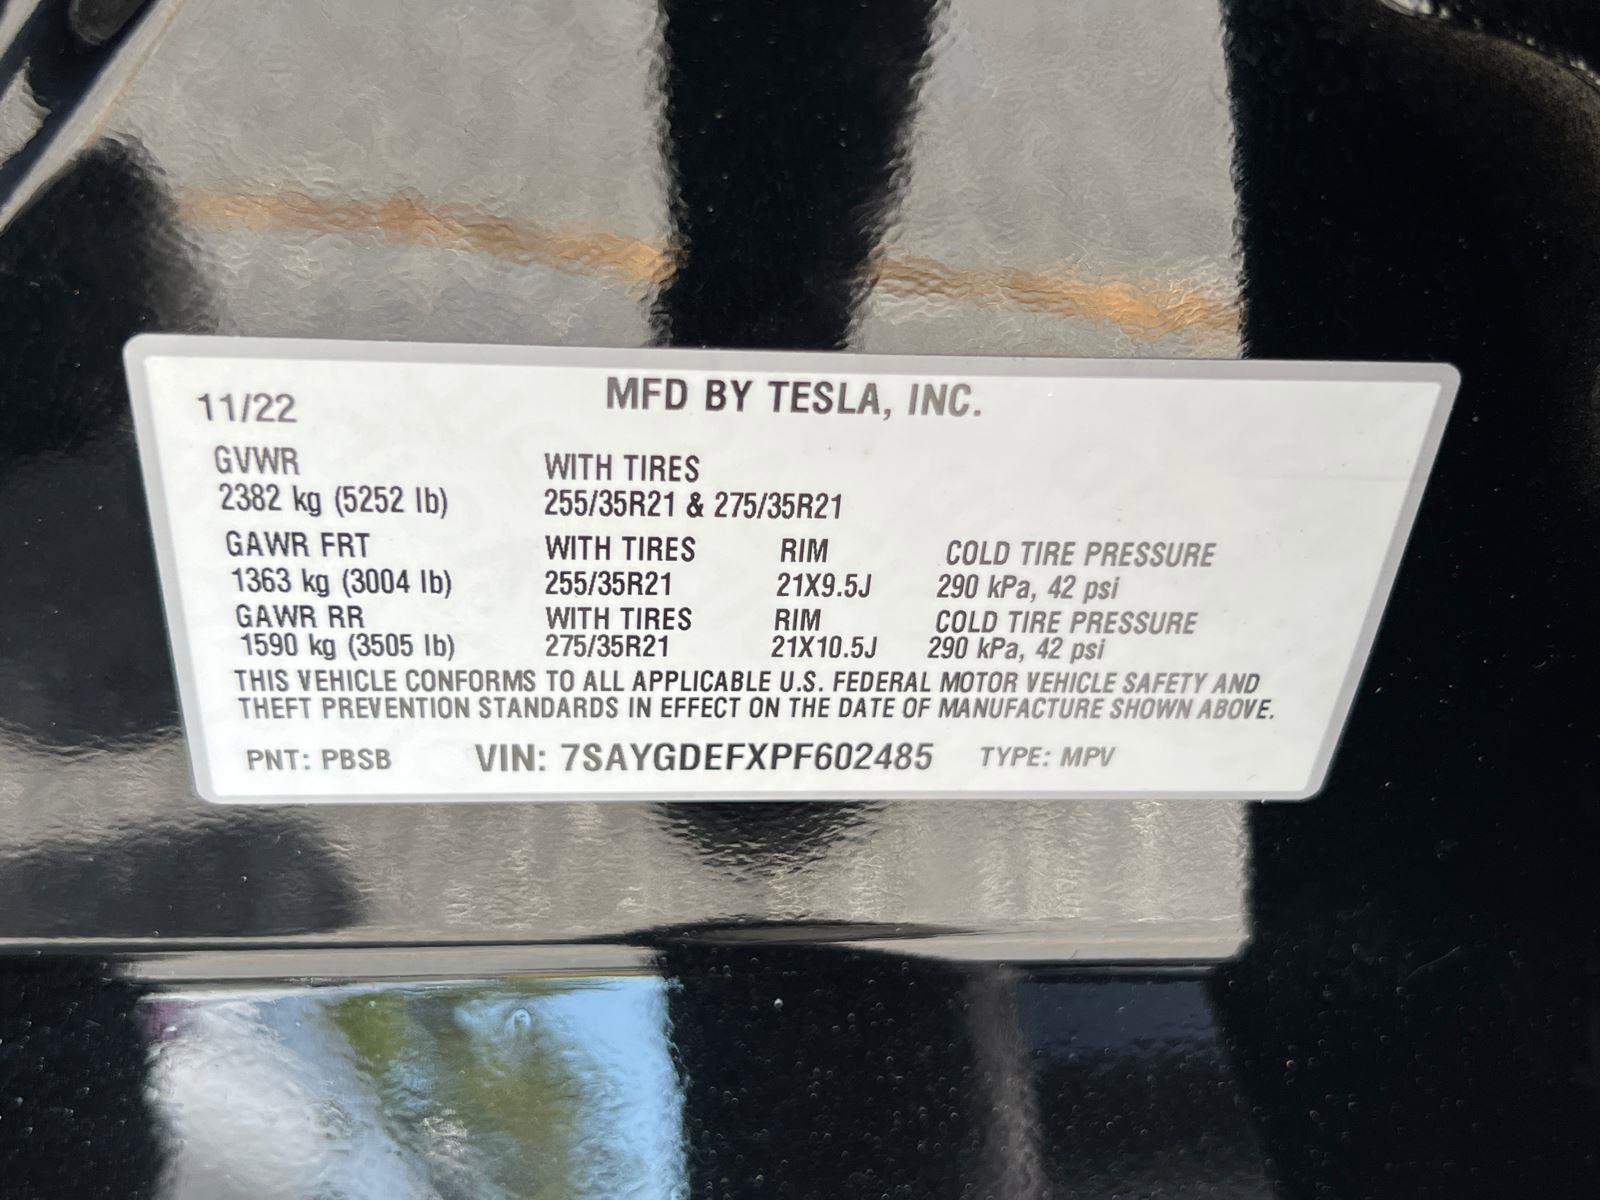 11/22 MFD BY TESLA, INC.
GVWR WITH TIRES
2382 kg (5252 lb) 255/35R21 & 275/35R21
GAWR FRT WITH TIRES RIM COLD TIRE PRESSURE
1363 kg (3004 lb) 255/35R21 21X9.5J 290 kPa, 42 psi
GAWR RR WITH TIRES RIM COLD TIRE PRESSURE
1590 kg (3505 lb) 275/35R21 21X10.5J 290 kPa, 42 psi
THIS VEHICLE CONFORMS TO ALL APPLICABLE U.S. FEDERAL MOTOR VEHICLE SAFETY AND
THEFT PREVENTION STANDARDS IN EFFECT ON THE DATE OF MANUFACTURE SHOWN ABOVE.
PNT: PBSB VIN: 7SAYGDEFXPF602485 TYPE: MPV